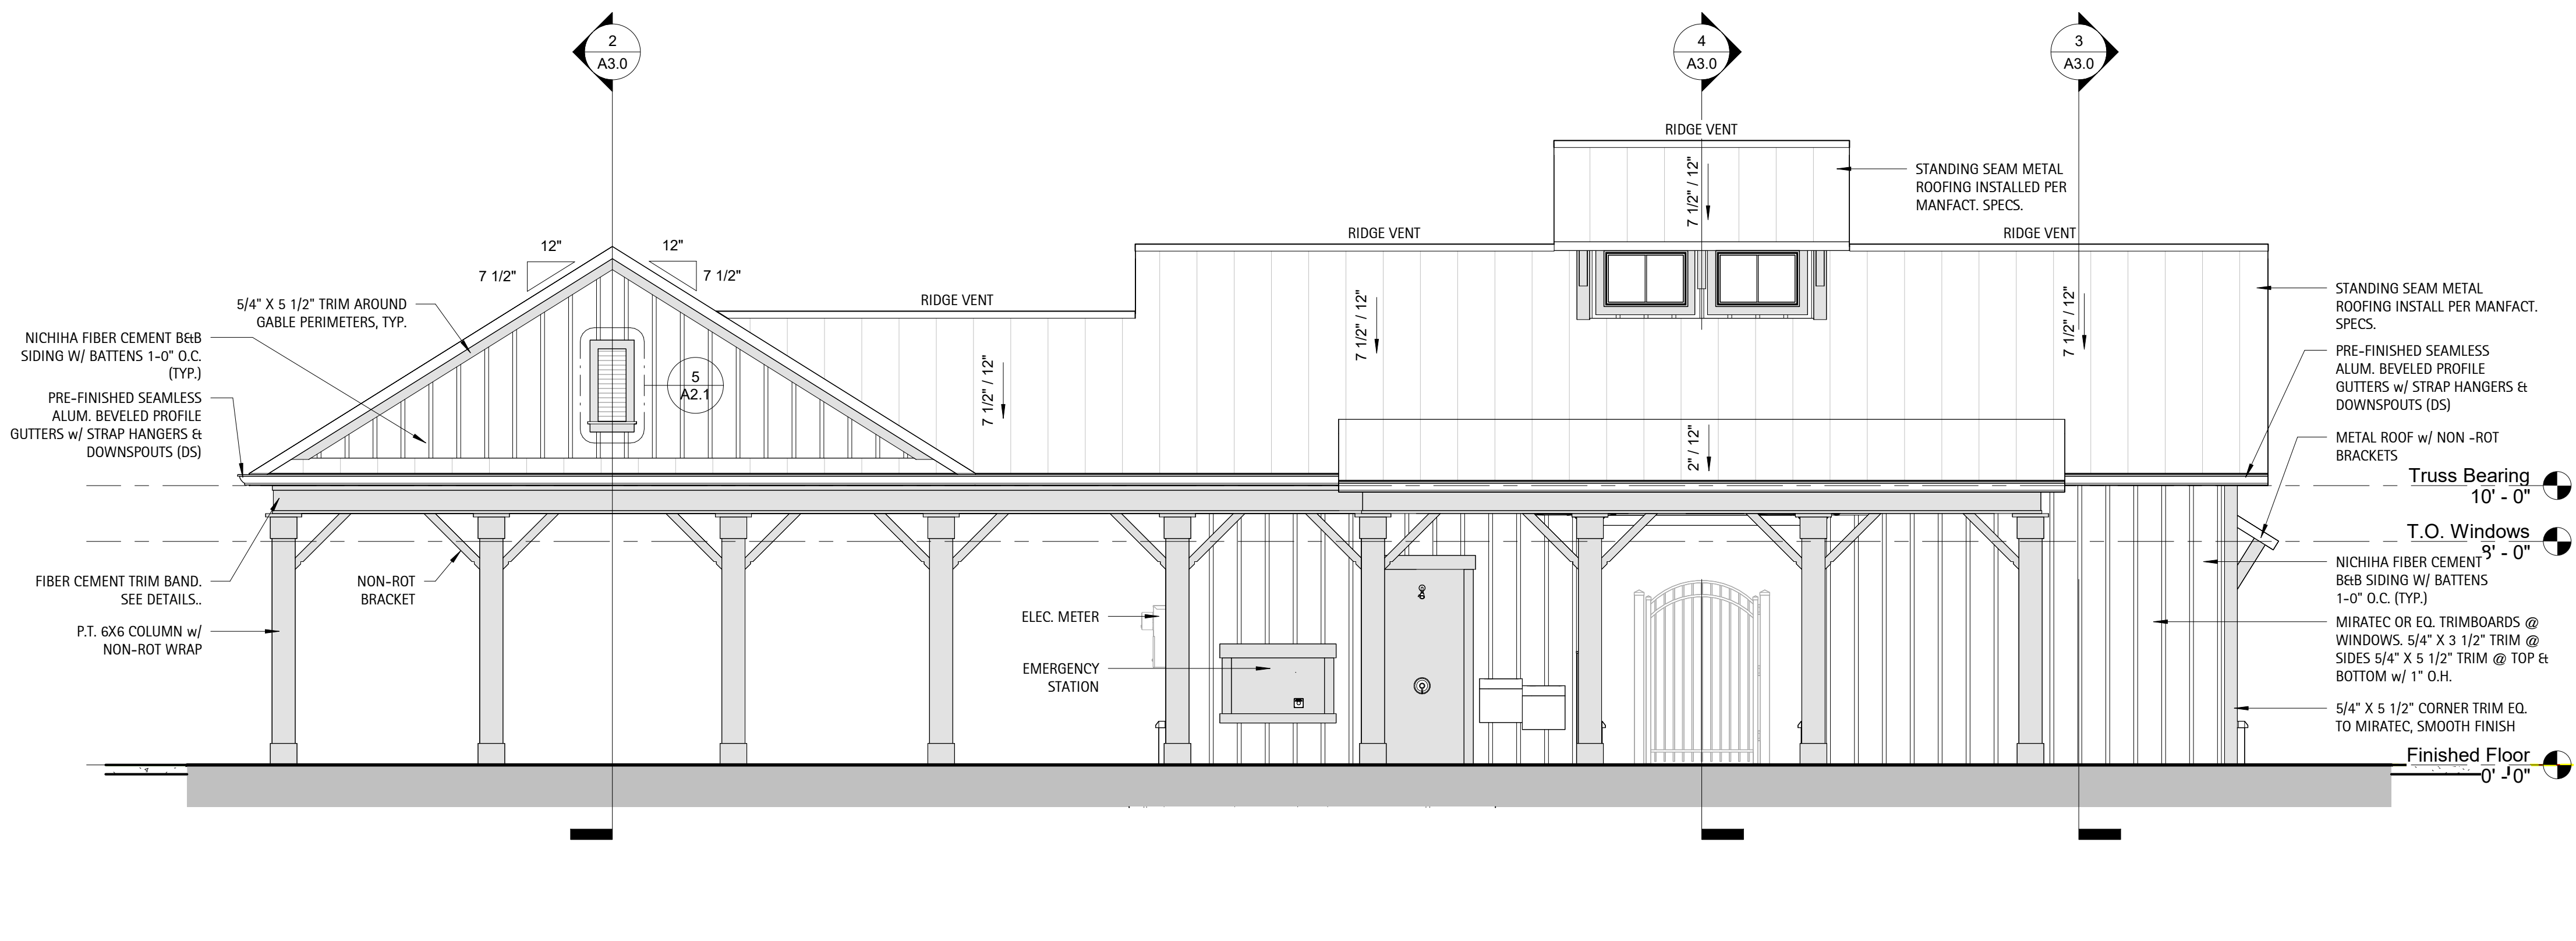 2
A3.0
4
A3.0
3
A3.0
RIDGE VENT
7 1/2" / 12"
STANDING SEAM METAL
ROOFING INSTALLED PER
MANFACT. SPECS.
RIDGE VENT
RIDGE VENT
12"
12"
7 1/2"
7 1/2"
RIDGE VENT
5/4" X 5 1/2" TRIM AROUND
GABLE PERIMETERS, TYP.
NICHIHA FIBER CEMENT B&B
SIDING W/ BATTENS 1-0" O.C.
(TYP.)
PRE-FINISHED SEAMLESS
ALUM. BEVELED PROFILE
GUTTERS w/ STRAP HANGERS &
DOWNSPOUTS (DS)
5
A2.1
7 1/2" / 12"
7 1/2" / 12"
7 1/2" / 12"
2" / 12"
STANDING SEAM METAL
ROOFING INSTALL PER MANFACT.
SPECS.
PRE-FINISHED SEAMLESS
ALUM. BEVELED PROFILE
GUTTERS w/ STRAP HANGERS &
DOWNSPOUTS (DS)
METAL ROOF w/ NON -ROT
BRACKETS
Truss Bearing
10' - 0"
T.O. Windows
8' - 0"
NICHIHA FIBER CEMENT
B&B SIDING W/ BATTENS
1-0" O.C. (TYP.)
MIRATEC OR EQ. TRIMBOARDS @
WINDOWS. 5/4" X 3 1/2" TRIM @
SIDES 5/4" X 5 1/2" TRIM @ TOP &
BOTTOM w/ 1" O.H.
5/4" X 5 1/2" CORNER TRIM EQ.
TO MIRATEC, SMOOTH FINISH
Finished Floor
0' - 0"
FIBER CEMENT TRIM BAND.
SEE DETAILS..
P.T. 6X6 COLUMN w/
NON-ROT WRAP
NON-ROT
BRACKET
ELEC. METER
EMERGENCY
STATION